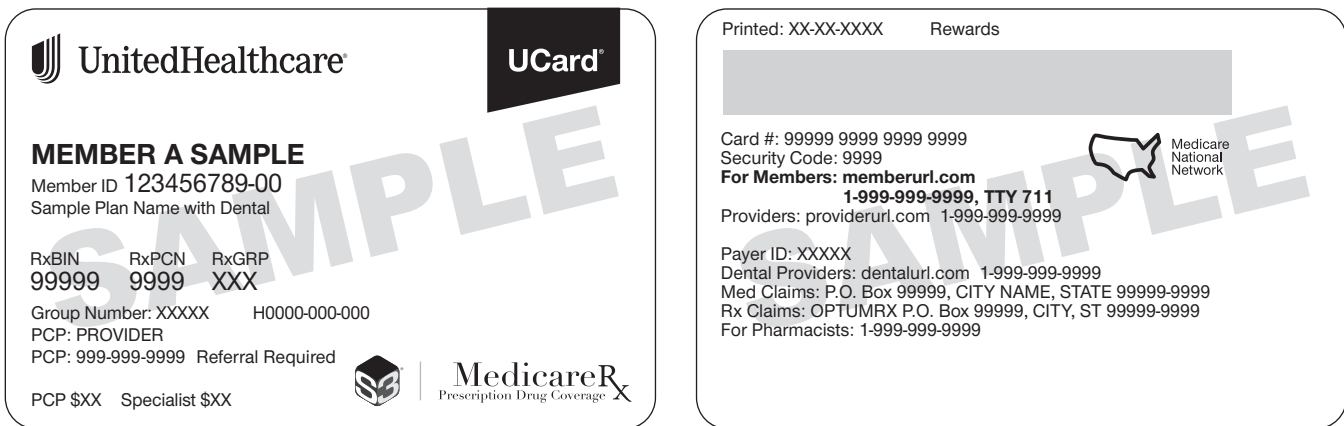 UnitedHealthcare®
UCard®
MEMBER A SAMPLE
Member ID 123456789-00
Sample Plan Name with Dental
RxBIN RxPCN RxGRP
99999 9999 XXX
Group Number: XXXXX H0000-000-000
PCP: PROVIDER
PCP: 999-999-9999 Referral Required
PCP $XX Specialist $XX
S3®
MedicareRx
Prescription Drug Coverage
SAMPLE
Printed: XX-XX-XXXX Rewards
Card #: 99999 9999 9999 9999
Security Code: 9999
For Members: memberurl.com
1-999-999-9999, TTY 711
Providers: providerurl.com 1-999-999-9999
Medicare
National
Network
Payer ID: XXXXX
Dental Providers: dentalurl.com 1-999-999-9999
Med Claims: P.O. Box 99999, CITY NAME, STATE 99999-9999
Rx Claims: OPTUMRX P.O. Box 99999, CITY, ST 99999-9999
For Pharmacists: 1-999-999-9999
SAMPLE